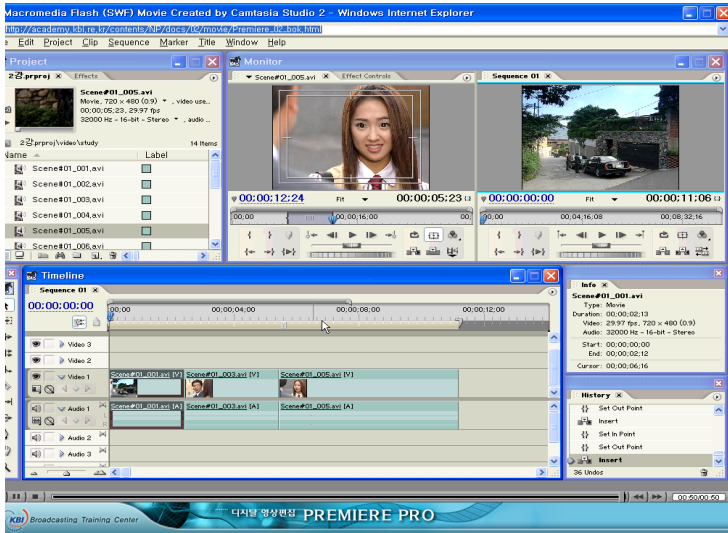 Macromedia Flash (SWF) Movie Created by Camtasia Studio 2 - Windows Internet Explorer
http://academy.kbi.re.kr/contents/NP/docs/02/movie/Premiere_02_bok.html
Edit Project Clip Sequence Marker Title Window Help
Project
2강.prproj Effects
Scene#01_005.avi
Movie, 720 x 480 (0.9) , video use...
00;00;05;23, 29.97 fps
32000 Hz - 16-bit - Stereo , audio ...
2강.prproj\video\study 14 Items
Name Label
Scene#01_001.avi
Scene#01_002.avi
Scene#01_003.avi
Scene#01_004.avi
Scene#01_005.avi
Scene#01_006.avi
Monitor
Scene#01_005.avi Effect Controls
Sequence 01
00;00;12;24 Fit 00;00;05;23
00;00 00;00;16;00 00;
00;00;00;00 Fit 00;00;11;06
00;00 00;04;16;08 00;08;32;16
Timeline
Sequence 01
00;00;00;00
00;00 00;00;04;00 00;00;08;00 00;00;12;00
Video 3
Video 2
Video 1
Scene#01_001.avi [V] Scene#01_003.avi [V] Scene#01_005.avi [V]
Audio 1
L
R
Scene#01_001.avi [A] Scene#01_003.avi [A] Scene#01_005.avi [A]
Audio 2
Audio 3
Info
Scene#01_001.avi
Type: Movie
Duration: 00;00;02;13
Video: 29.97 fps, 720 x 480 (0.9)
Audio: 32000 Hz - 16-bit - Stereo
Start: 00;00;00;00
End: 00;00;02;12
Cursor: 00;00;06;16
History
Set Out Point
Insert
Set In Point
Set Out Point
Insert
36 Undos
00:50/00:50
KBI Broadcasting Training Center
디지탈 영상편집 PREMIERE PRO